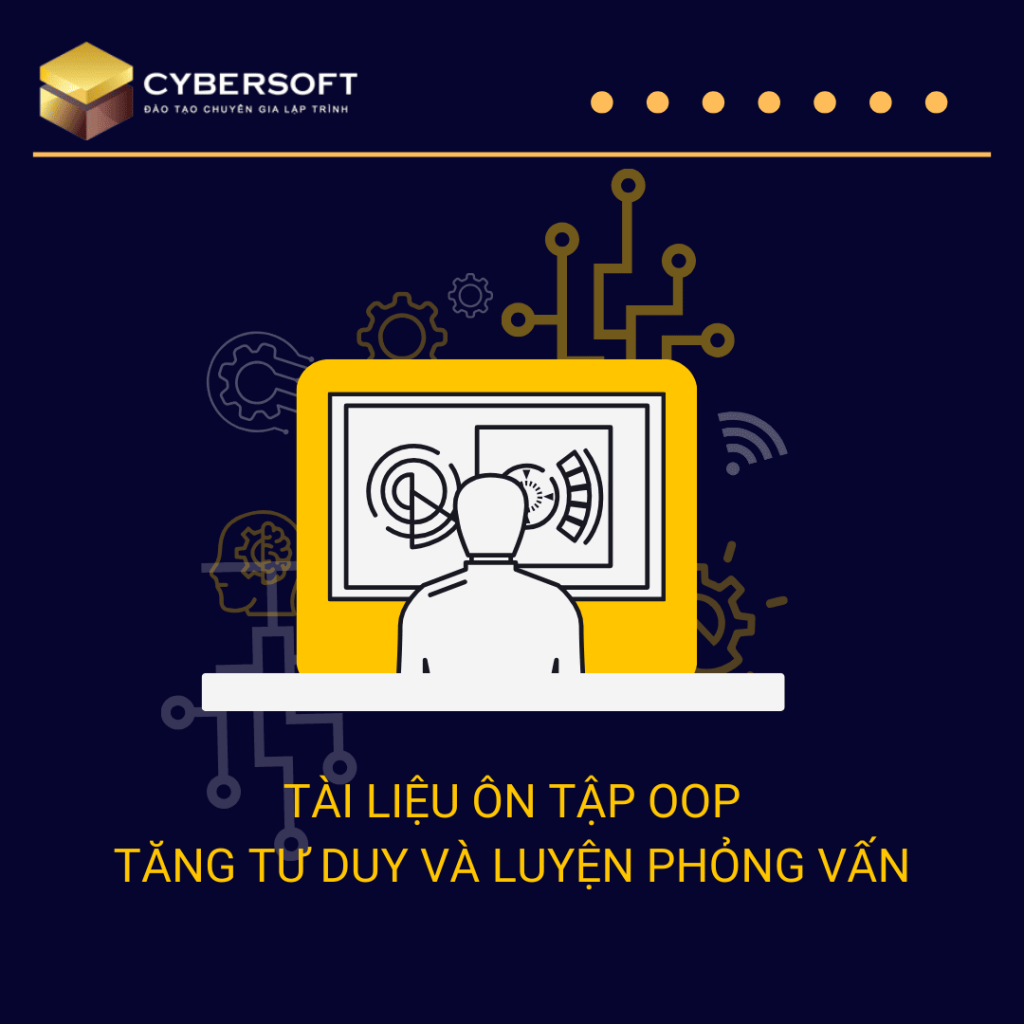 CYBERSOFT
ĐÀO TẠO CHUYÊN GIA LẬP TRÌNH
TÀI LIỆU ÔN TẬP OOP
TĂNG TƯ DUY VÀ LUYỆN PHỎNG VẤN